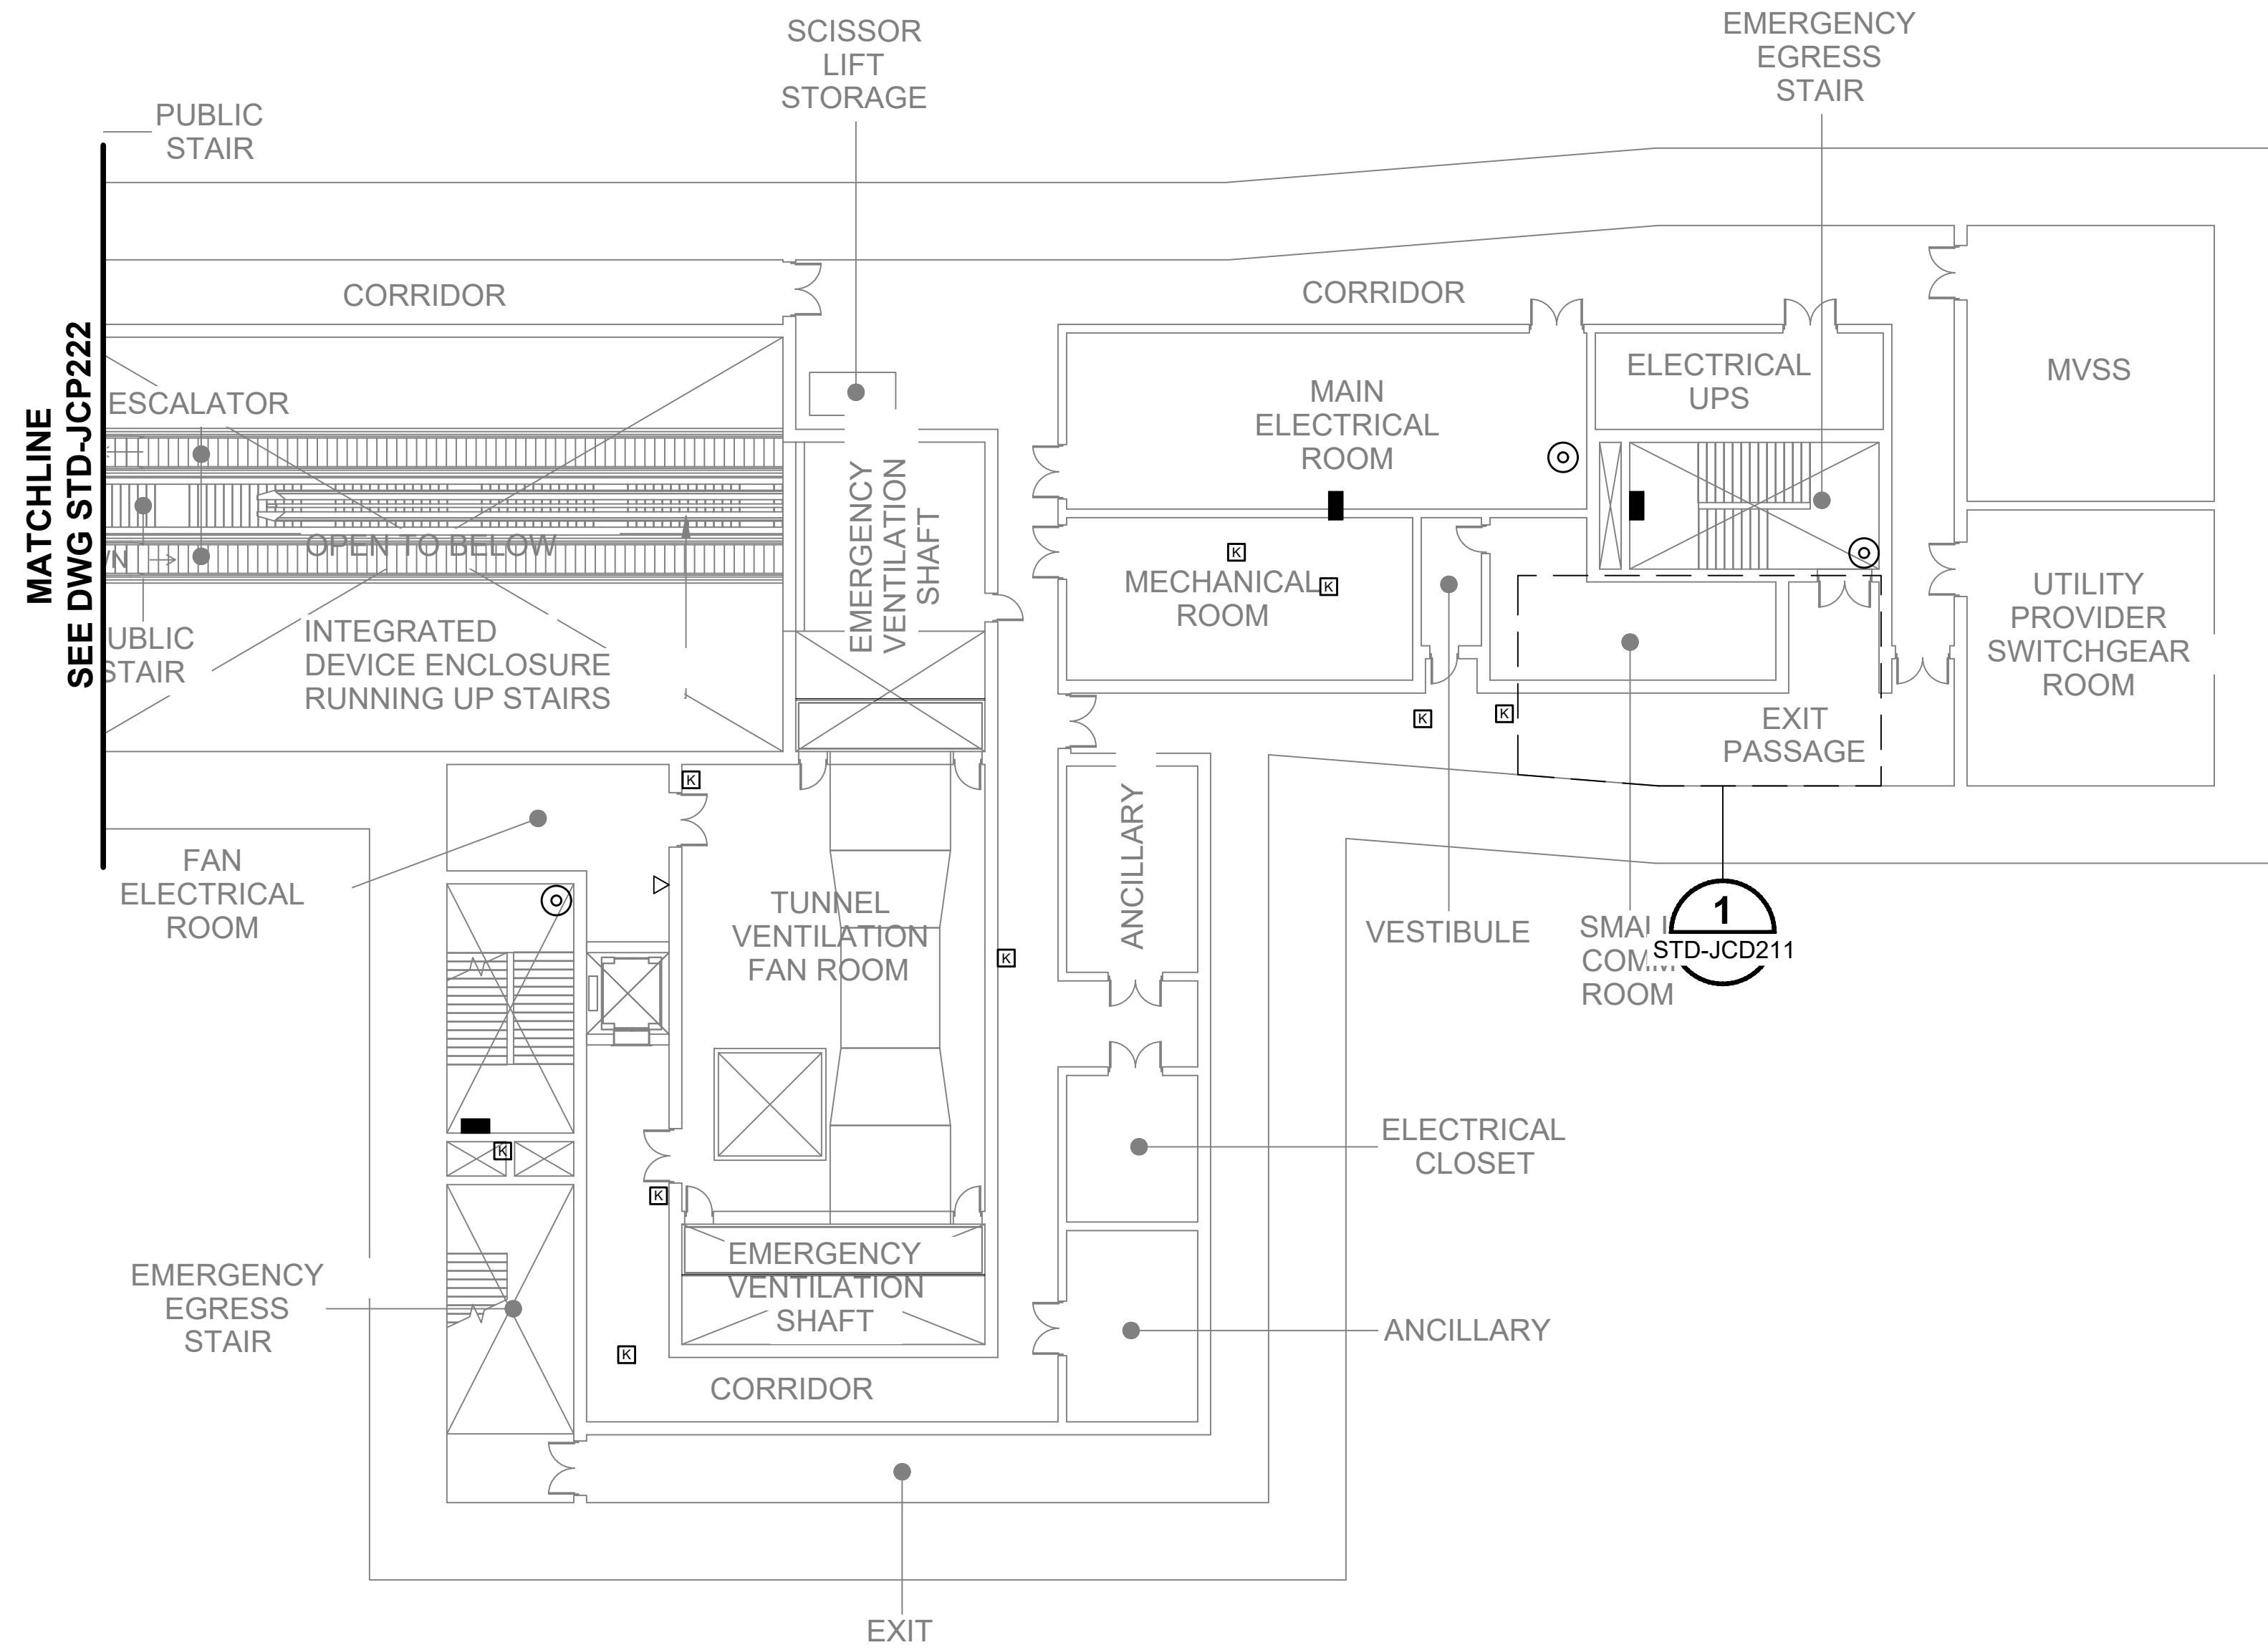 SCISSOR
LIFT
STORAGE
EMERGENCY
EGRESS
STAIR
PUBLIC
STAIR
CORRIDOR
CORRIDOR
MATCHLINE
SEE DWG STD-JCP222
ESCALATOR
MAIN
ELECTRICAL
ROOM
ELECTRICAL
UPS
MVSS
EMERGENCY
VENTILATION
SHAFT
OPEN TO BELOW
K
MECHANICAL
ROOM
K
UTILITY
PROVIDER
SWITCHGEAR
ROOM
UBLIC
STAIR
INTEGRATED
DEVICE ENCLOSURE
RUNNING UP STAIRS
K
K
EXIT
PASSAGE
K
FAN
ELECTRICAL
ROOM
TUNNEL
VENTILATION
FAN ROOM
K
ANCILLARY
VESTIBULE
1
STD-JCD211
SMALL
COMM
ROOM
K
ELECTRICAL
CLOSET
K
EMERGENCY
EGRESS
STAIR
EMERGENCY
VENTILATION
SHAFT
K
ANCILLARY
CORRIDOR
EXIT